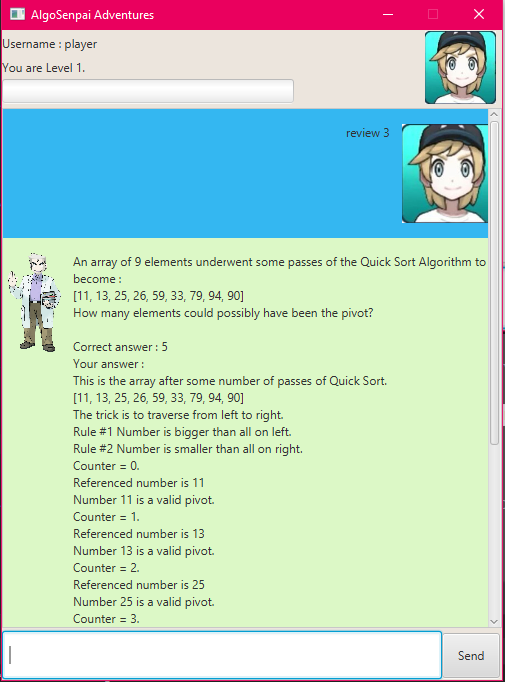 AlgoSenpai Adventures
Username : player
You are Level 1.
review 3
An array of 9 elements underwent some passes of the Quick Sort Algorithm to
become :
[11, 13, 25, 26, 59, 33, 79, 94, 90]
How many elements could possibly have been the pivot?
Correct answer : 5
Your answer :
This is the array after some number of passes of Quick Sort.
[11, 13, 25, 26, 59, 33, 79, 94, 90]
The trick is to traverse from left to right.
Rule #1 Number is bigger than all on left.
Rule #2 Number is smaller than all on right.
Counter = 0.
Referenced number is 11
Number 11 is a valid pivot.
Counter = 1.
Referenced number is 13
Number 13 is a valid pivot.
Counter = 2.
Referenced number is 25
Number 25 is a valid pivot.
Counter = 3.
Send